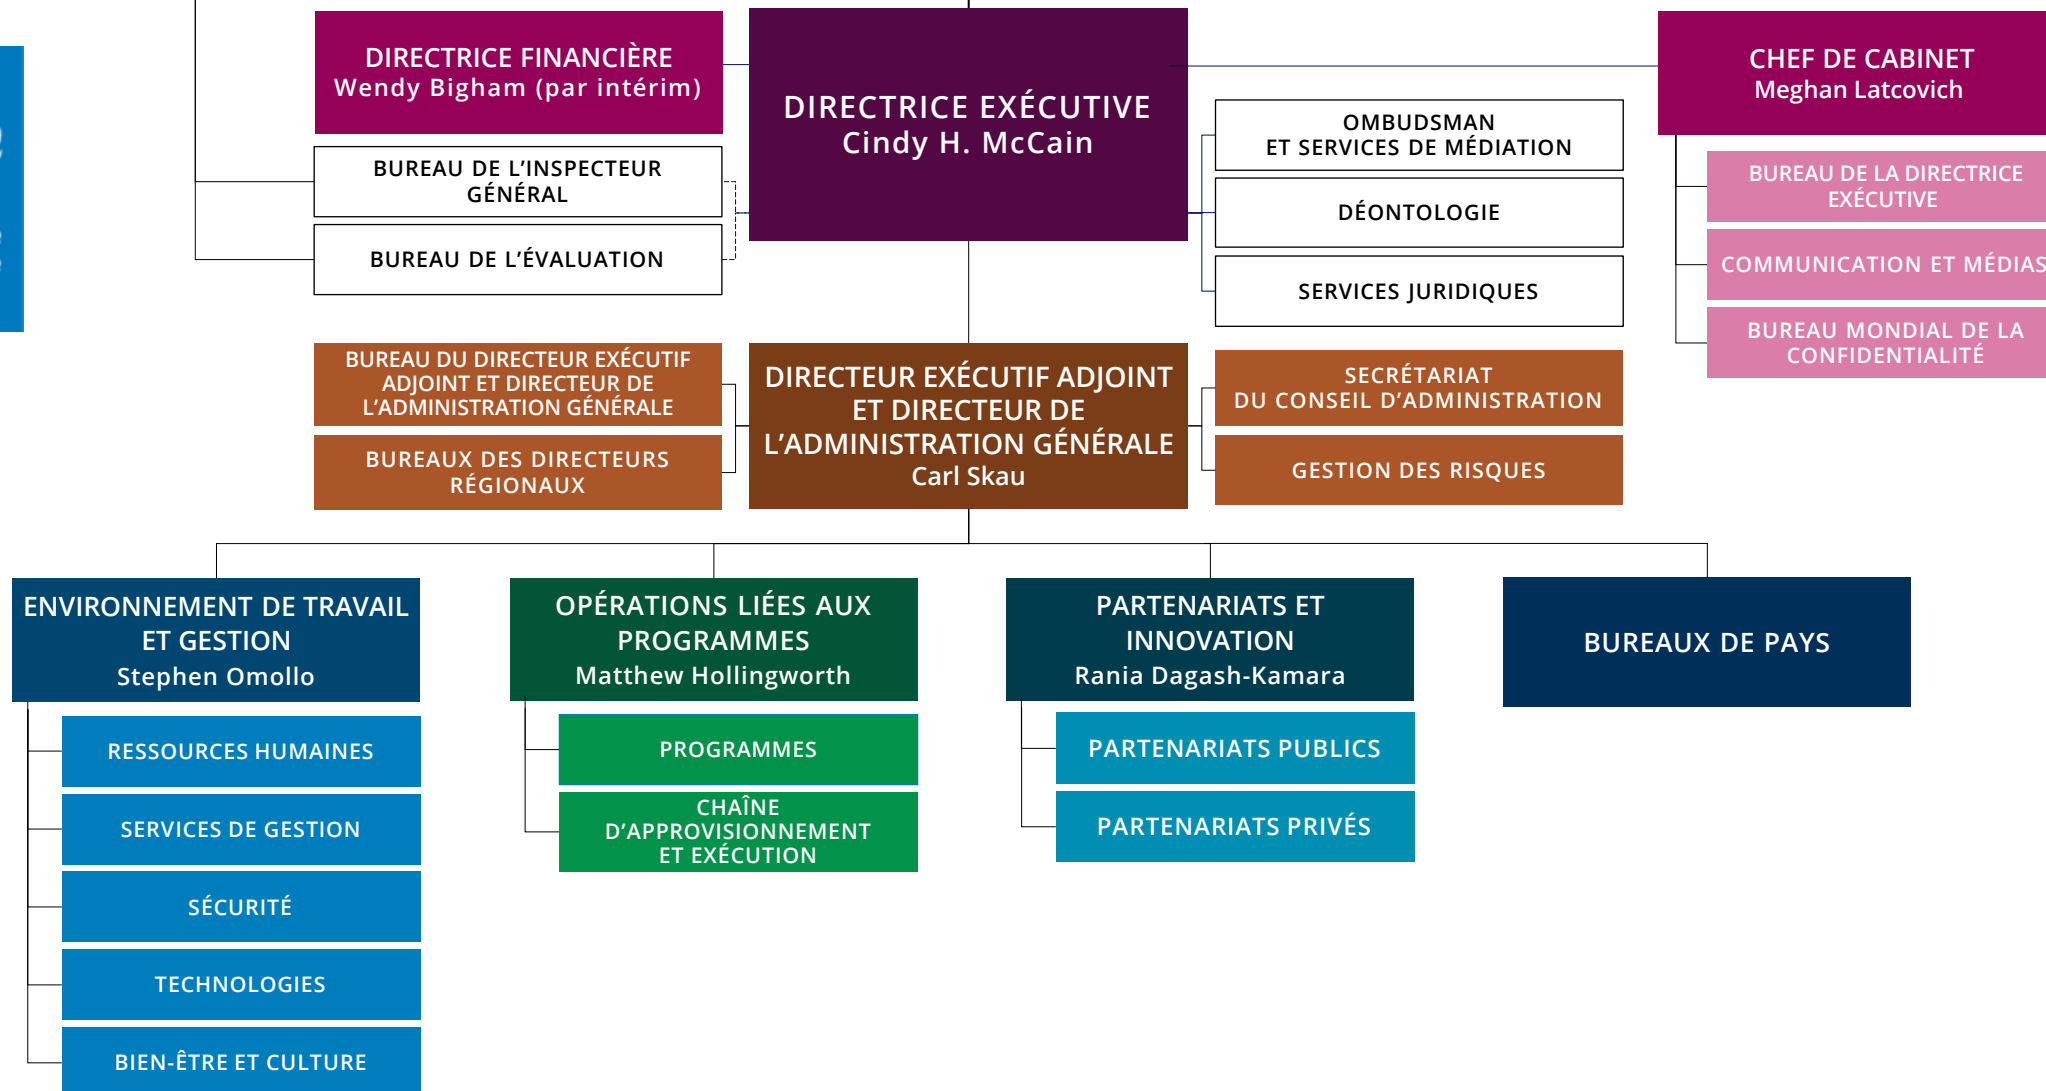 DIRECTRICE FINANCIÈRE
Wendy Bigham (par intérim)
DIRECTRICE EXÉCUTIVE
Cindy H. McCain
CHEF DE CABINET
Meghan Latcovich
BUREAU DE L’INSPECTEUR
GÉNÉRAL
BUREAU DE L’ÉVALUATION
OMBUDSMAN
ET SERVICES DE MÉDIATION
DÉONTOLOGIE
SERVICES JURIDIQUES
BUREAU DE LA DIRECTRICE
EXÉCUTIVE
COMMUNICATION ET MÉDIAS
BUREAU MONDIAL DE LA
CONFIDENTIALITÉ
BUREAU DU DIRECTEUR EXÉCUTIF
ADJOINT ET DIRECTEUR DE
L’ADMINISTRATION GÉNÉRALE
BUREAUX DES DIRECTEURS
RÉGIONAUX
DIRECTEUR EXÉCUTIF ADJOINT
ET DIRECTEUR DE
L’ADMINISTRATION GÉNÉRALE
Carl Skau
SECRÉTARIAT
DU CONSEIL D’ADMINISTRATION
GESTION DES RISQUES
ENVIRONNEMENT DE TRAVAIL
ET GESTION
Stephen Omollo
RESSOURCES HUMAINES
SERVICES DE GESTION
SÉCURITÉ
TECHNOLOGIES
BIEN-ÊTRE ET CULTURE
OPÉRATIONS LIÉES AUX
PROGRAMMES
Matthew Hollingworth
PROGRAMMES
CHAÎNE
D’APPROVISIONNEMENT
ET EXÉCUTION
PARTENARIATS ET
INNOVATION
Rania Dagash-Kamara
PARTENARIATS PUBLICS
PARTENARIATS PRIVÉS
BUREAUX DE PAYS